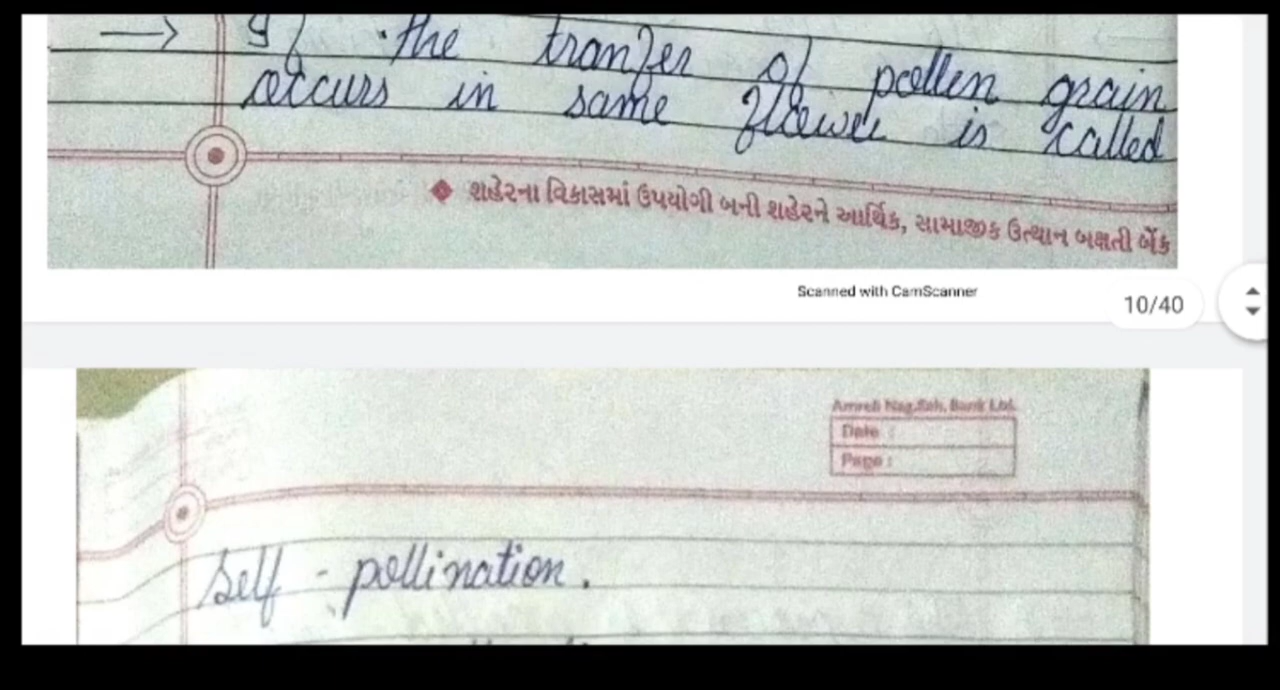 → If the tranfer of pollen grain
occurs in same flower is called
◆ શહેરના વિકાસમાં ઉપયોગી બની શહેરને આર્થિક, સામાજીક ઉત્થાન બક્ષતી બેંક
Scanned with CamScanner
10/40
Amreli Nag. Sah. Bank Ltd.
Date :
Page :
Self - pollination.